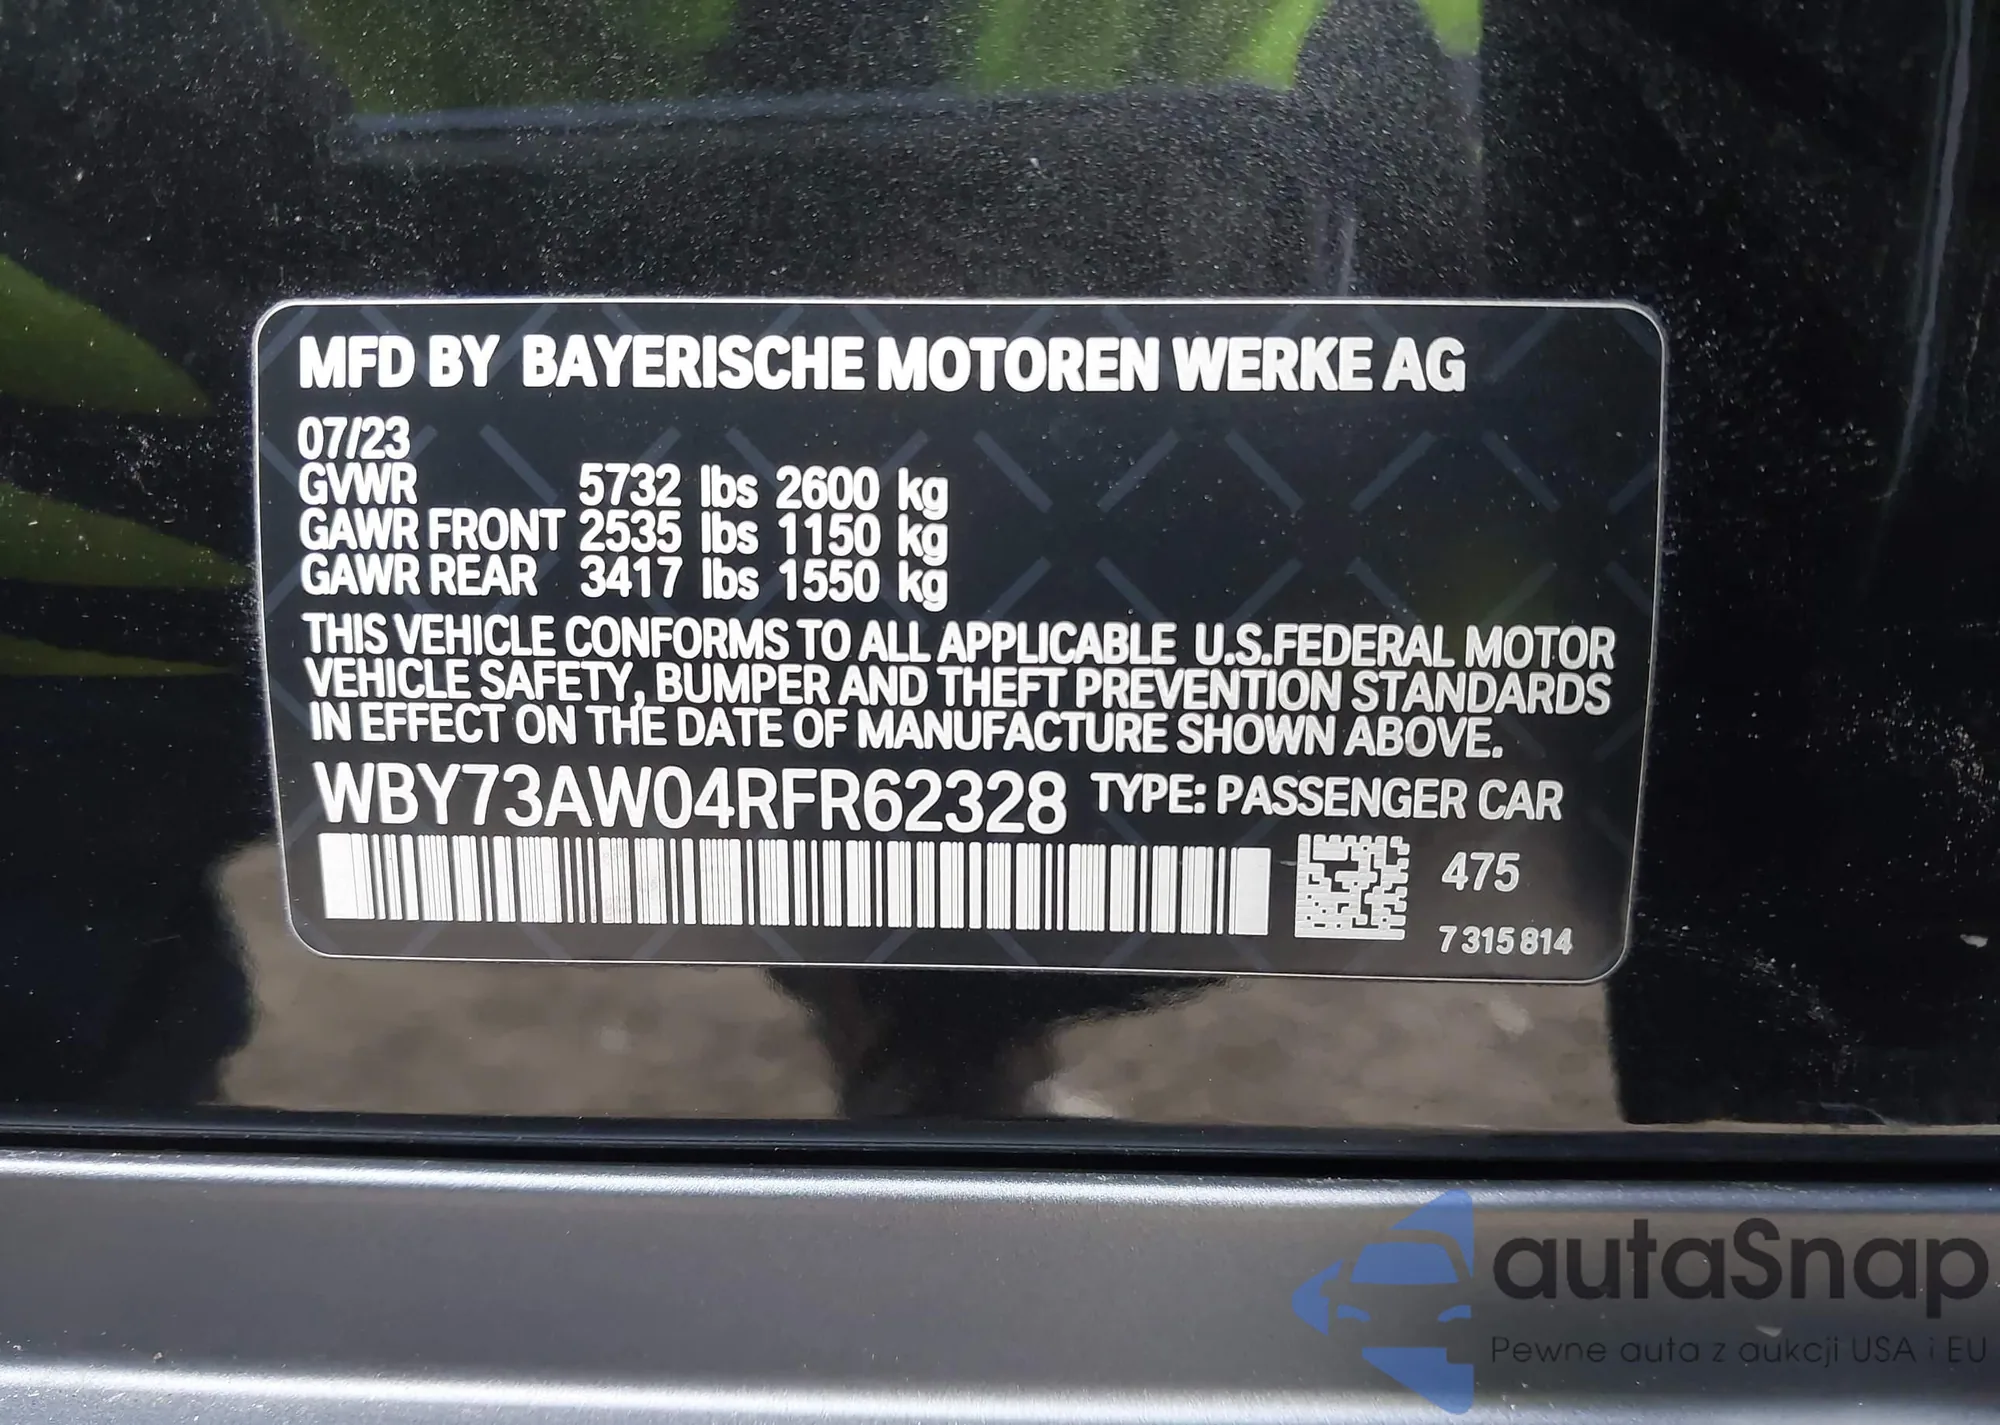 MFD BY BAYERISCHE MOTOREN WERKE AG
07/23
GVWR 5732 lbs 2600 kg
GAWR FRONT 2535 lbs 1150 kg
GAWR REAR 3417 lbs 1550 kg
THIS VEHICLE CONFORMS TO ALL APPLICABLE U.S.FEDERAL MOTOR
VEHICLE SAFETY, BUMPER AND THEFT PREVENTION STANDARDS
IN EFFECT ON THE DATE OF MANUFACTURE SHOWN ABOVE.
WBY73AW04RFR62328 TYPE: PASSENGER CAR
475
7 315 814
autaSnap
Pewne auta z aukcji USA i EU